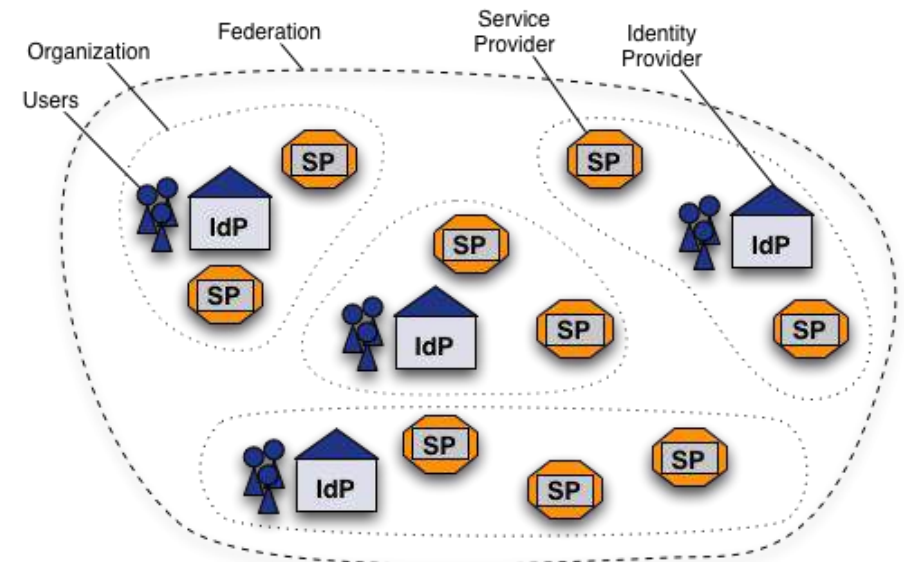 Federation
Service
Provider
Identity
Provider
Organization
Users
SP
SP
IdP
SP
IdP
SP
SP
SP
IdP
SP
IdP
SP
SP
SP